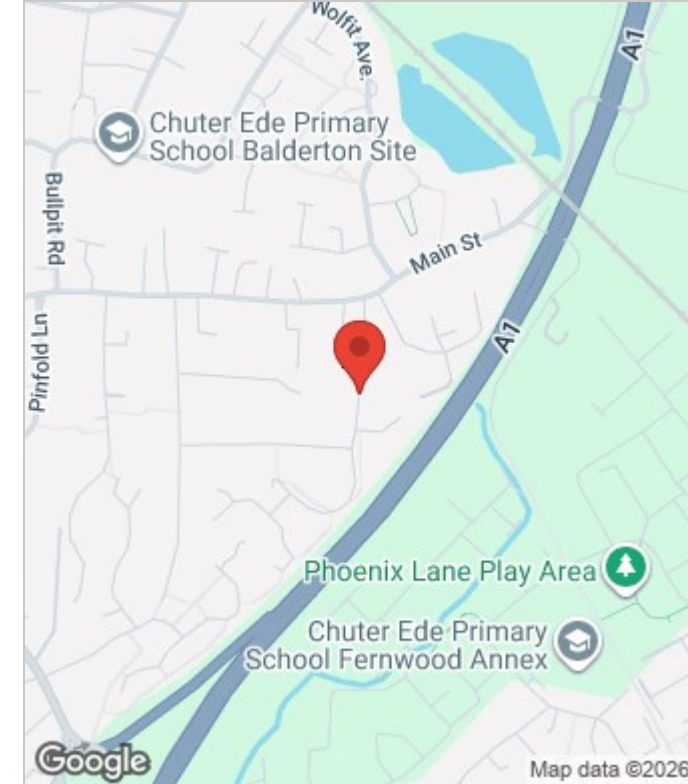 Wolfit Ave.
A1
Chuter Ede Primary
School Balderton Site
Bullpit Rd
Main St
Pinfold Ln
A1
Phoenix Lane Play Area
Chuter Ede Primary
School Fernwood Annex
Google
Map data ©2026